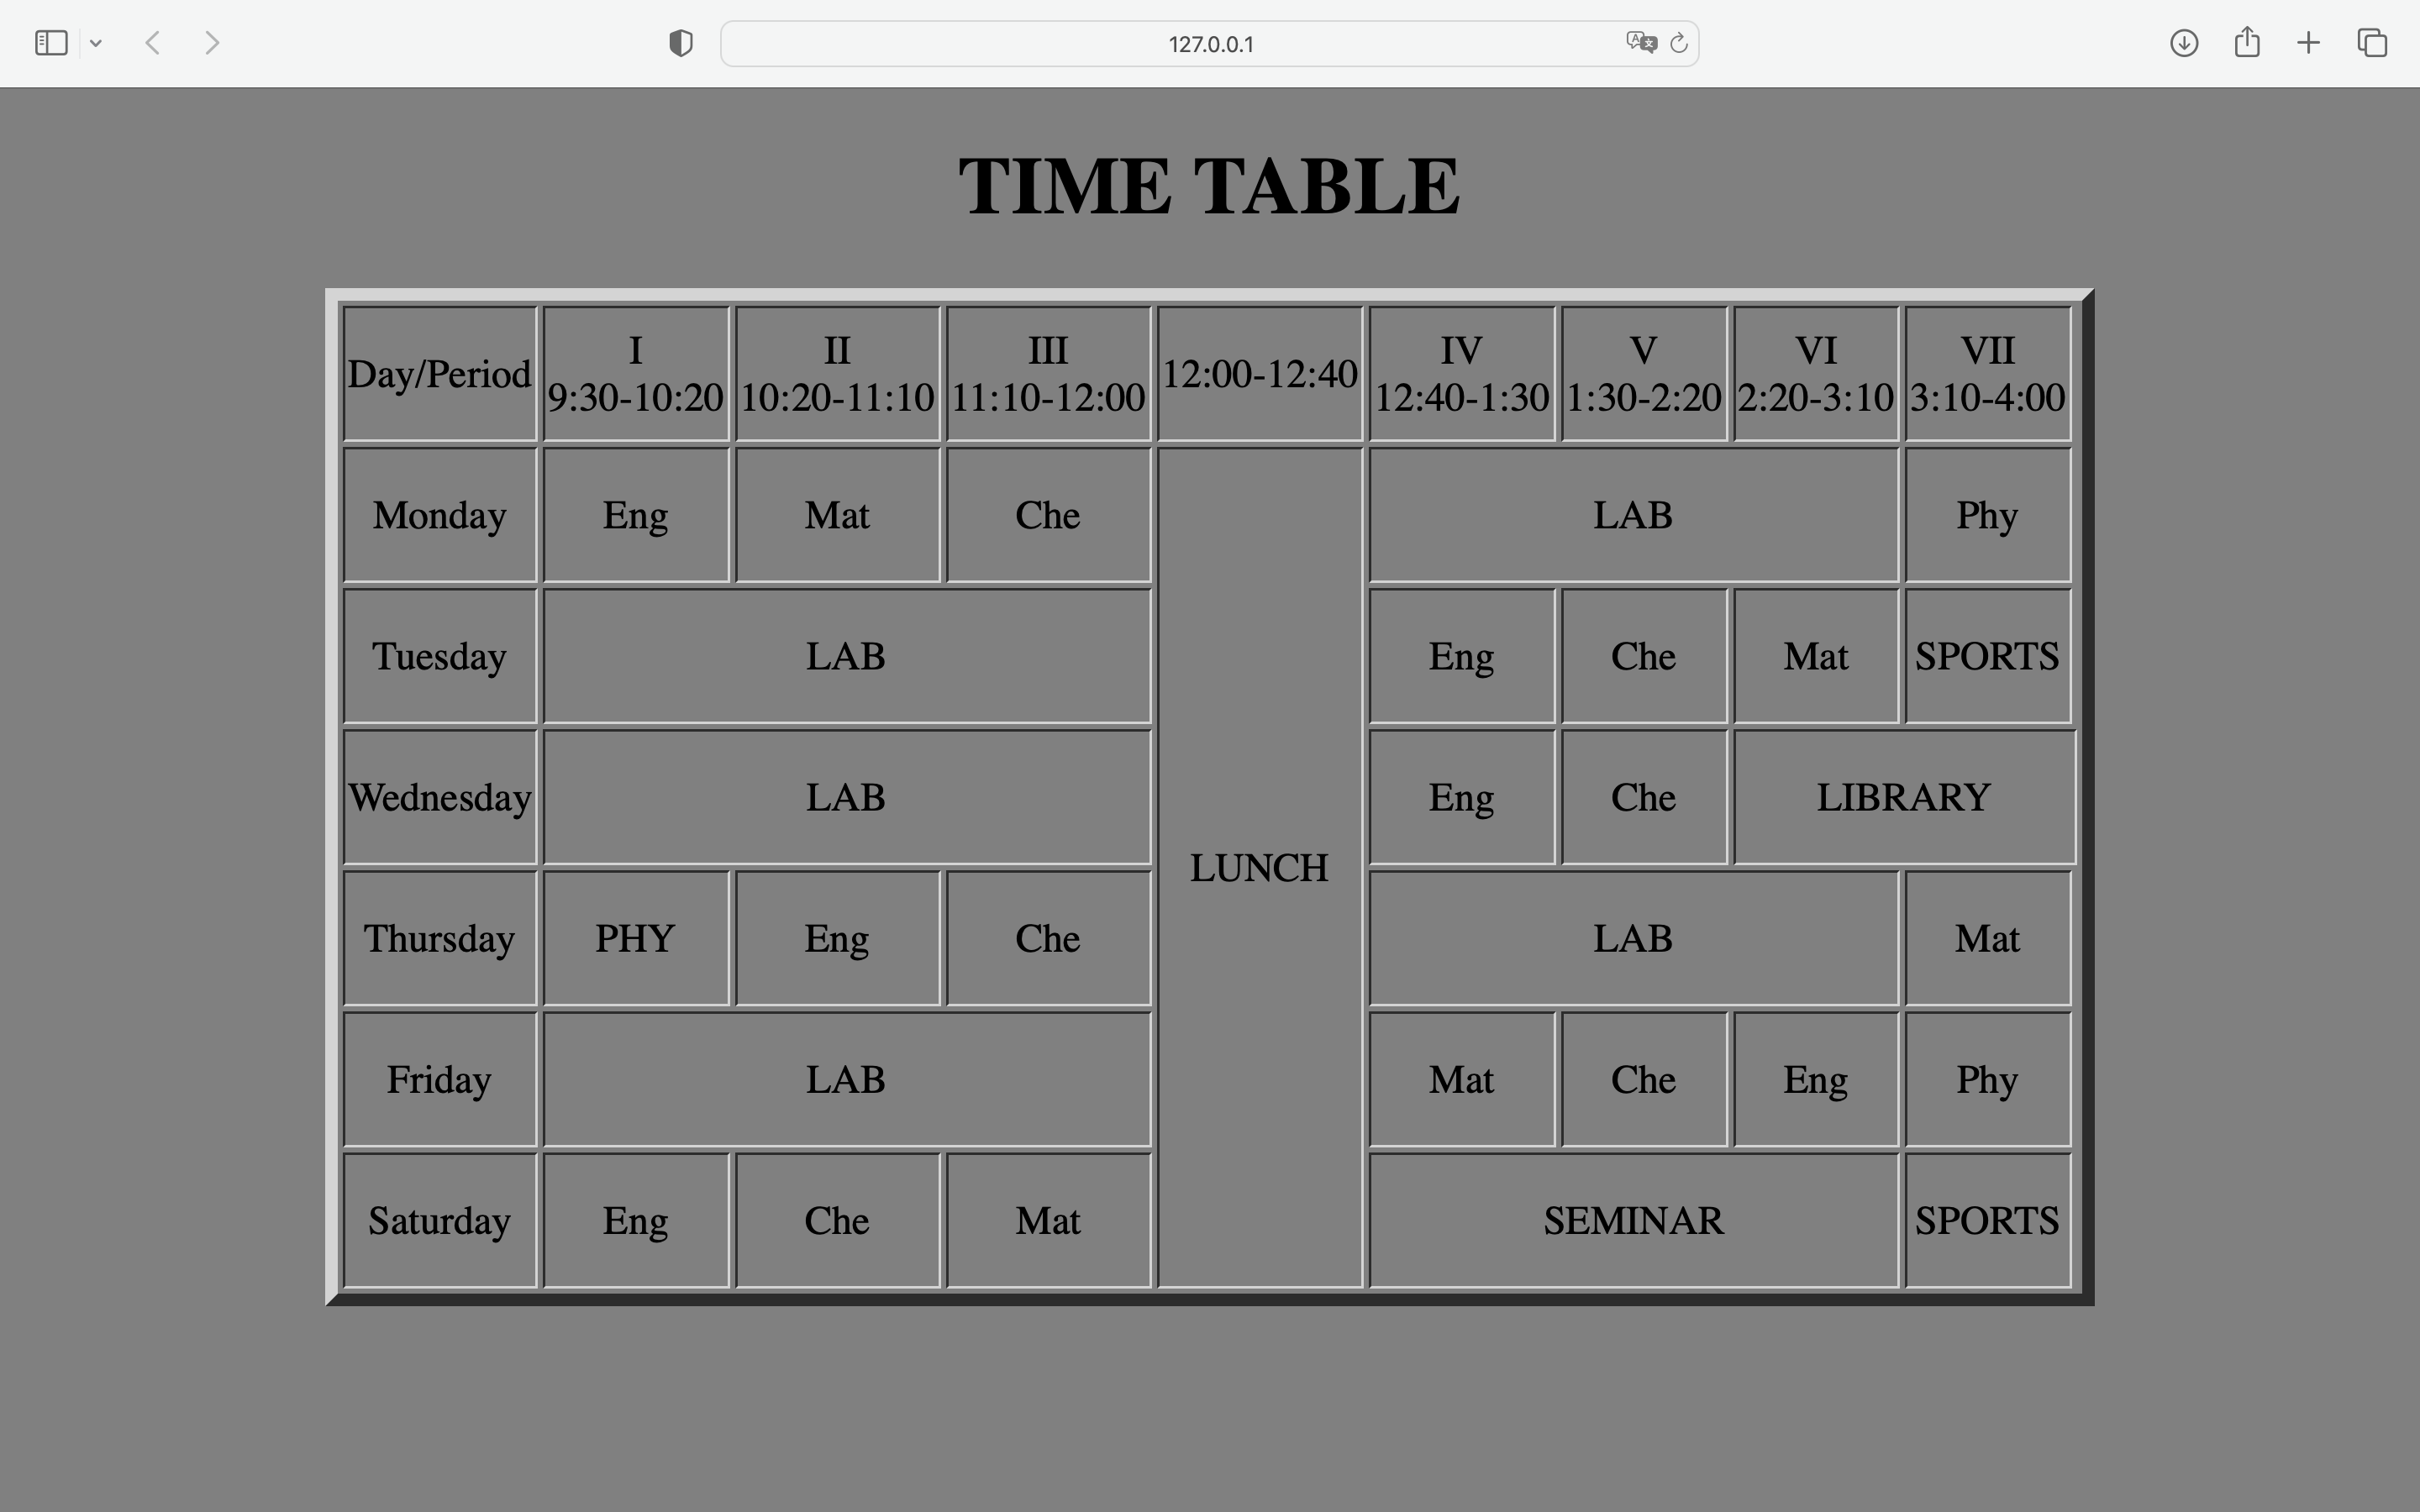 127.0.0.1
TIME TABLE
Day/Period
I
9:30-10:20
II
10:20-11:10
III
11:10-12:00
12:00-12:40
IV
12:40-1:30
V
1:30-2:20
VI
2:20-3:10
VII
3:10-4:00
Monday
Eng
Mat
Che
LUNCH
LAB
Phy
Tuesday
LAB
Eng
Che
Mat
SPORTS
Wednesday
LAB
Eng
Che
LIBRARY
Thursday
PHY
Eng
Che
LAB
Mat
Friday
LAB
Mat
Che
Eng
Phy
Saturday
Eng
Che
Mat
SEMINAR
SPORTS